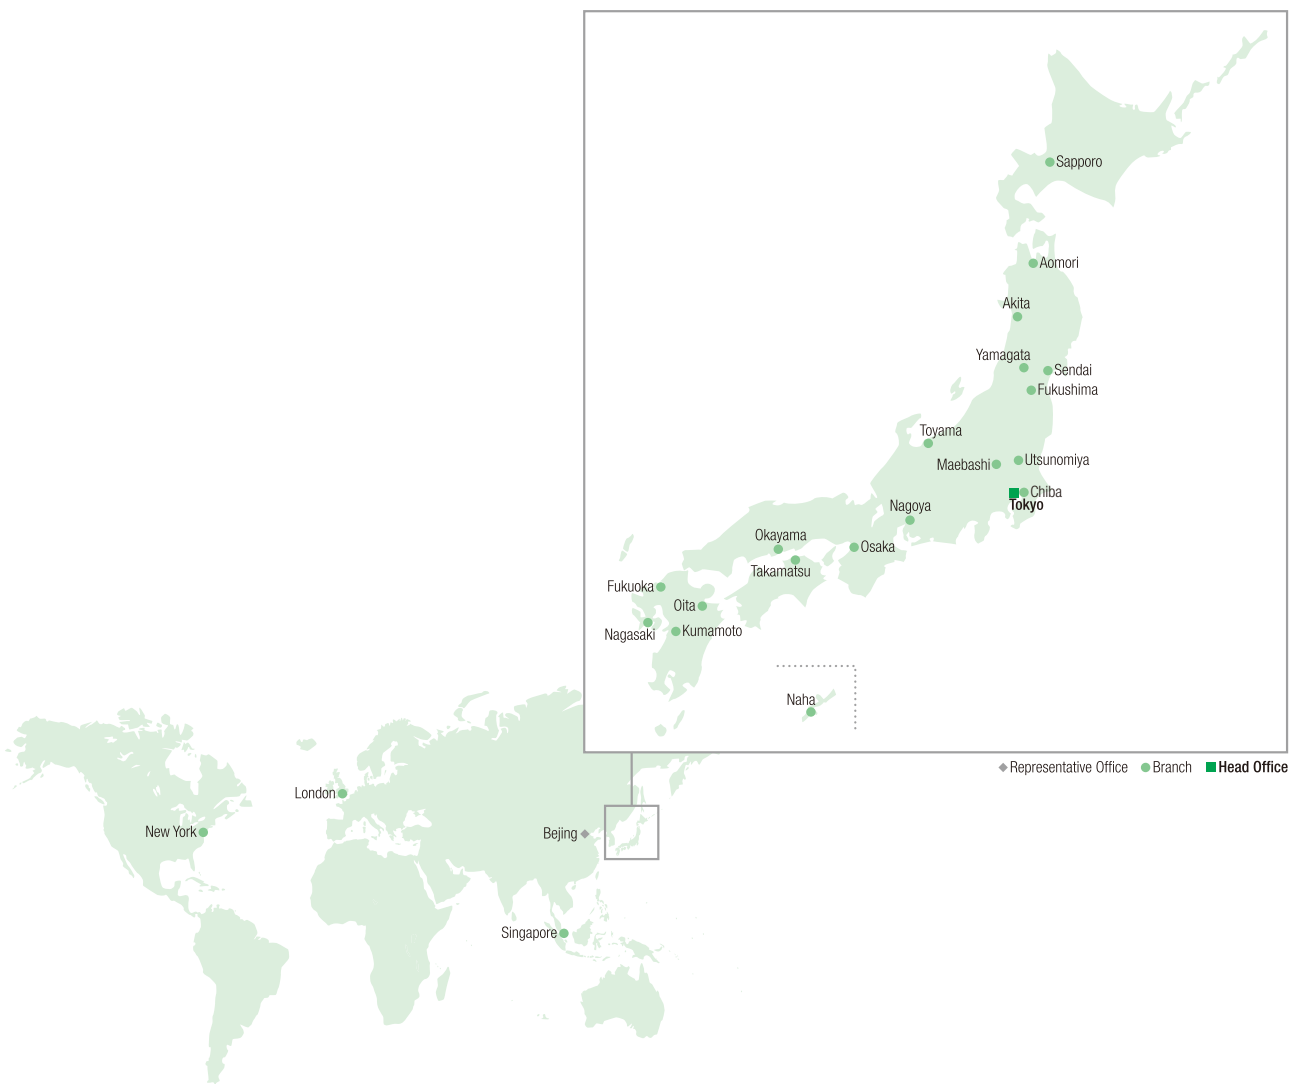 Sapporo
Aomori
Akita
Yamagata
Sendai
Fukushima
Toyama
Maebashi
Utsunomiya
Chiba
Tokyo
Nagoya
Okayama
Osaka
Takamatsu
Fukuoka
Oita
Nagasaki
Kumamoto
Naha
Representative Office
Branch
Head Office
London
New York
Bejing
Singapore